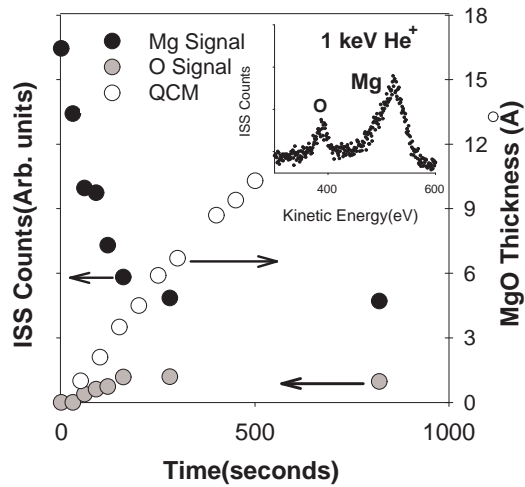 Mg Signal
O Signal
QCM
1 keV He+
O
Mg
ISS Counts
400
600
Kinetic Energy(eV)
ISS Counts(Arb. units)
18
15
12
9
6
3
0
MgO Thickness (Å)
0
500
1000
Time(seconds)